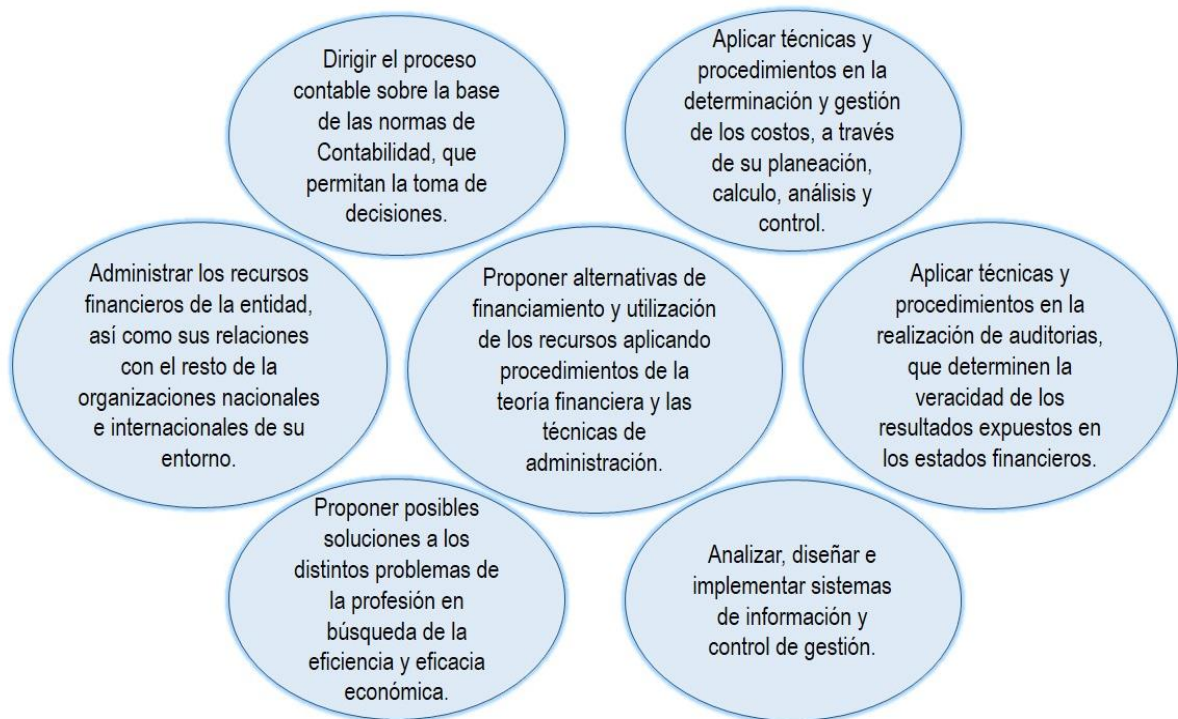 Dirigir el proceso
contable sobre la base
de las normas de
Contabilidad, que
permitan la toma de
decisiones.
Aplicar técnicas y
procedimientos en la
determinación y gestión
de los costos, a través
de su planeación,
calculo, análisis y
control.
Administrar los recursos
financieros de la entidad,
así como sus relaciones
con el resto de la
organizaciones nacionales
e internacionales de su
entorno.
Proponer alternativas de
financiamiento y utilización
de los recursos aplicando
procedimientos de la
teoría financiera y las
técnicas de
administración.
Aplicar técnicas y
procedimientos en la
realización de auditorias,
que determinen la
veracidad de los
resultados expuestos en
los estados financieros.
Proponer posibles
soluciones a los
distintos problemas de
la profesión en
búsqueda de la
eficiencia y eficacia
económica.
Analizar, diseñar e
implementar sistemas
de información y
control de gestión.